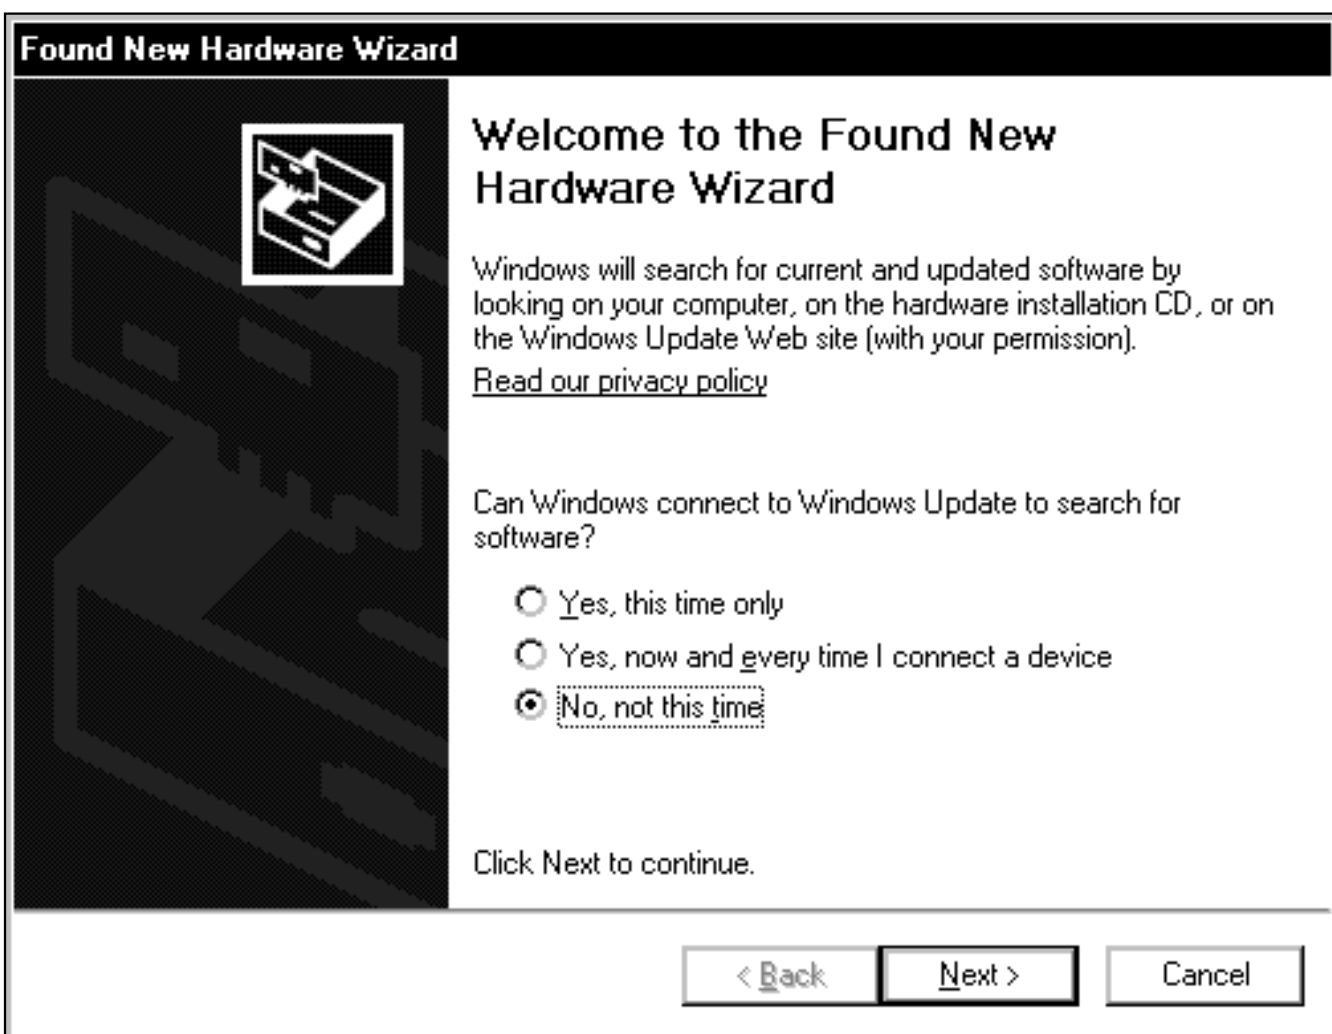 Found New Hardware Wizard
Welcome to the Found New
Hardware Wizard
Windows will search for current and updated software by
looking on your computer, on the hardware installation CD, or on
the Windows Update Web site (with your permission).
Read our privacy policy
Can Windows connect to Windows Update to search for
software?
Yes, this time only
Yes, now and every time I connect a device
No, not this time
Click Next to continue.
< Back Next > Cancel